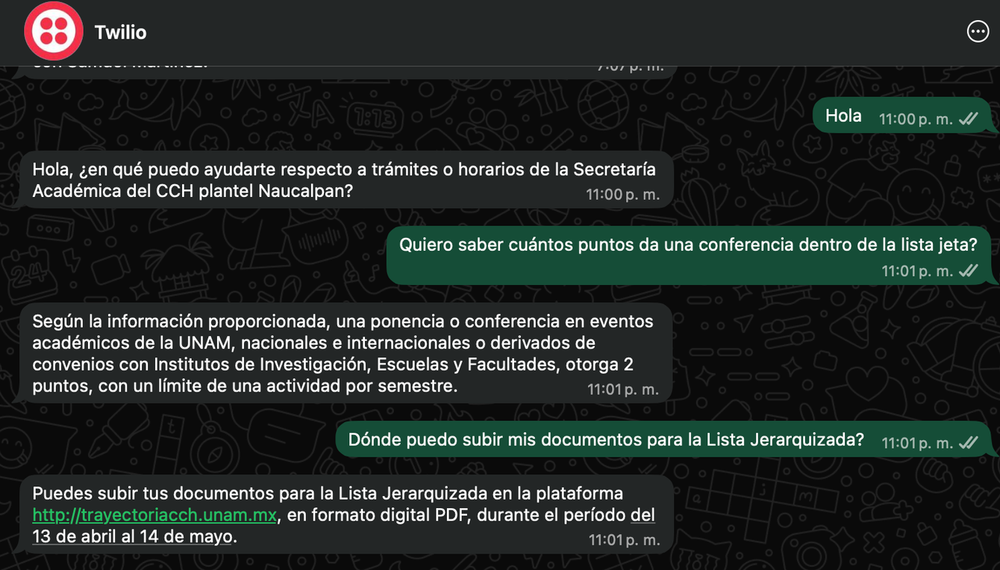 Twilio
7:07 p. m.
Hola 11:00 p. m.
Hola, ¿en qué puedo ayudarte respecto a trámites o horarios de la Secretaría
Académica del CCH plantel Naucalpan? 11:00 p. m.
Quiero saber cuántos puntos da una conferencia dentro de la lista jeta?
11:01 p. m.
Según la información proporcionada, una ponencia o conferencia en eventos
académicos de la UNAM, nacionales e internacionales o derivados de
convenios con Institutos de Investigación, Escuelas y Facultades, otorga 2
puntos, con un límite de una actividad por semestre. 11:01 p. m.
Dónde puedo subir mis documentos para la Lista Jerarquizada? 11:01 p. m.
Puedes subir tus documentos para la Lista Jerarquizada en la plataforma
http://trayectoriacch.unam.mx, en formato digital PDF, durante el período del
13 de abril al 14 de mayo. 11:01 p. m.